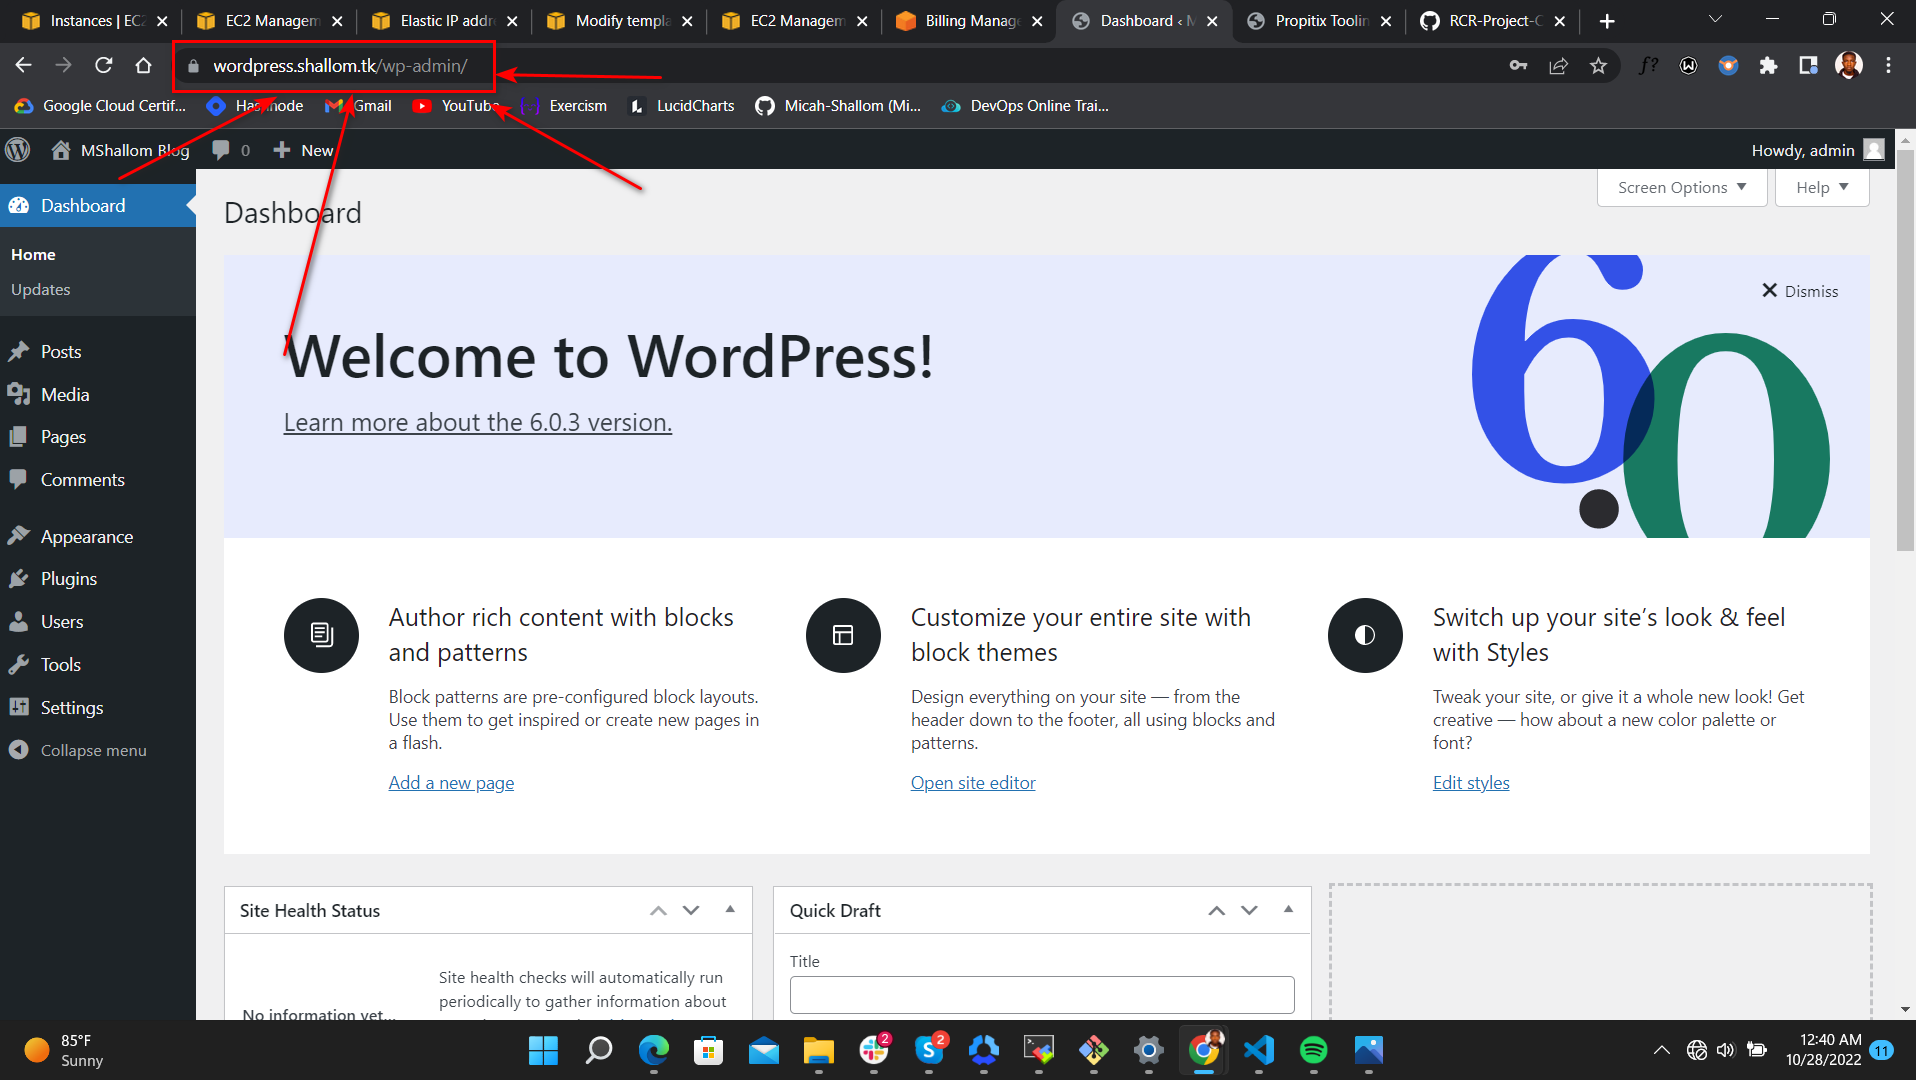 Instances | EC2
EC2 Managem
Elastic IP addr
Modify templa
EC2 Managem
Billing Manage
Dashboard ‹ M
Propitix Toolin
RCR-Project-C
wordpress.shallom.tk/wp-admin/
f?
Google Cloud Certif...
Hashnode
Gmail
YouTube
Exercism
LucidCharts
Micah-Shallom (Mi...
DevOps Online Trai...
MShallom Blog
0
New
Howdy, admin
Dashboard
Home
Updates
Posts
Media
Pages
Comments
Appearance
Plugins
Users
Tools
Settings
Collapse menu
Screen Options
Help
Dashboard
Dismiss
Welcome to WordPress!
Learn more about the 6.0.3 version.
6.0
Author rich content with blocks
and patterns
Block patterns are pre-configured block layouts.
Use them to get inspired or create new pages in
a flash.
Add a new page
Customize your entire site with
block themes
Design everything on your site — from the
header down to the footer, all using blocks and
patterns.
Open site editor
Switch up your site’s look & feel
with Styles
Tweak your site, or give it a whole new look! Get
creative — how about a new color palette or
font?
Edit styles
Site Health Status
No information yet...
Site health checks will automatically run
periodically to gather information about
Quick Draft
Title
85°F
Sunny
2
2
12:40 AM
10/28/2022
11